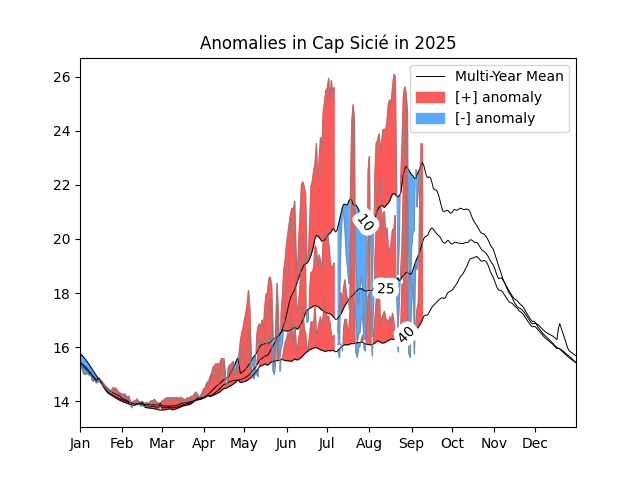 Anomalies in Cap Sicié in 2025
Multi-Year Mean
[+] anomaly
[-] anomaly
26
24
22
20
18
16
14
10
25
40
Jan Feb Mar Apr May Jun Jul Aug Sep Oct Nov Dec